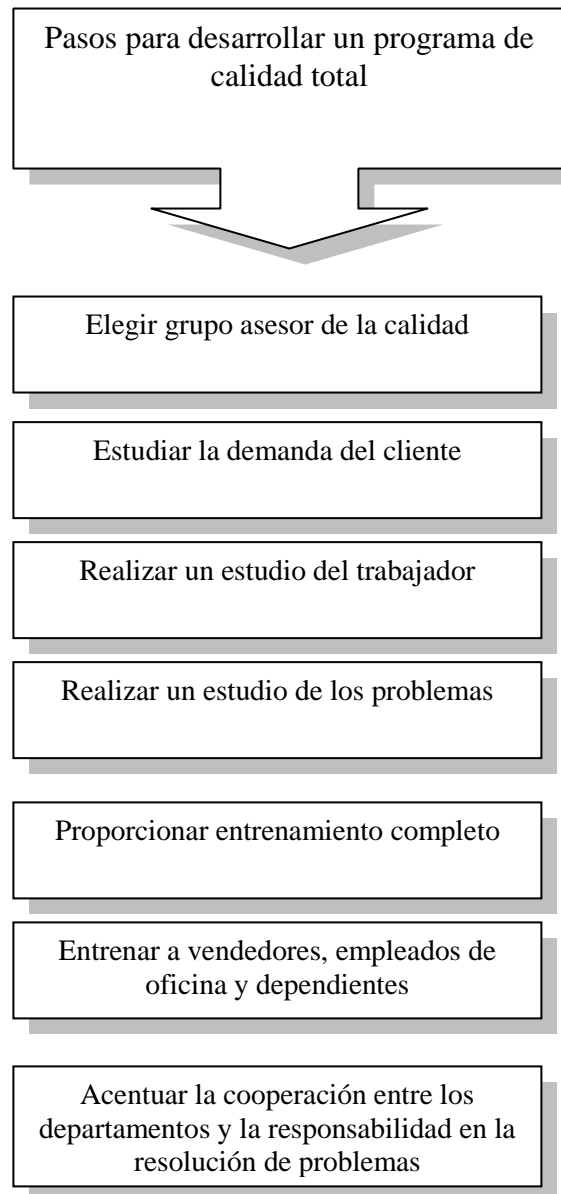 Pasos para desarrollar un programa de
calidad total
Elegir grupo asesor de la calidad
Estudiar la demanda del cliente
Realizar un estudio del trabajador
Realizar un estudio de los problemas
Proporcionar entrenamiento completo
Entrenar a vendedores, empleados de
oficina y dependientes
Acentuar la cooperación entre los
departamentos y la responsabilidad en la
resolución de problemas